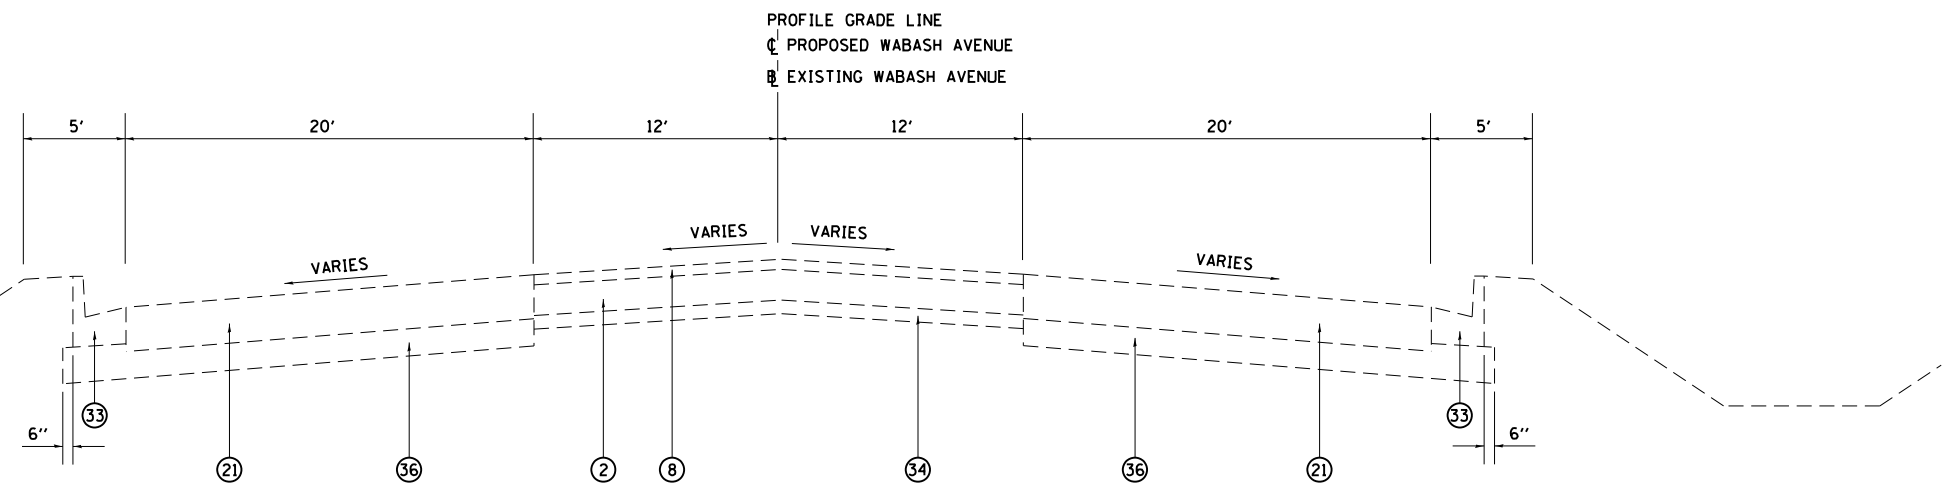 PROFILE GRADE LINE
℄ PROPOSED WABASH AVENUE
B EXISTING WABASH AVENUE
5' 20' 12' 12' 20' 5'
VARIES VARIES VARIES VARIES
33 33
6" 6"
21 36 2 8 34 36 21